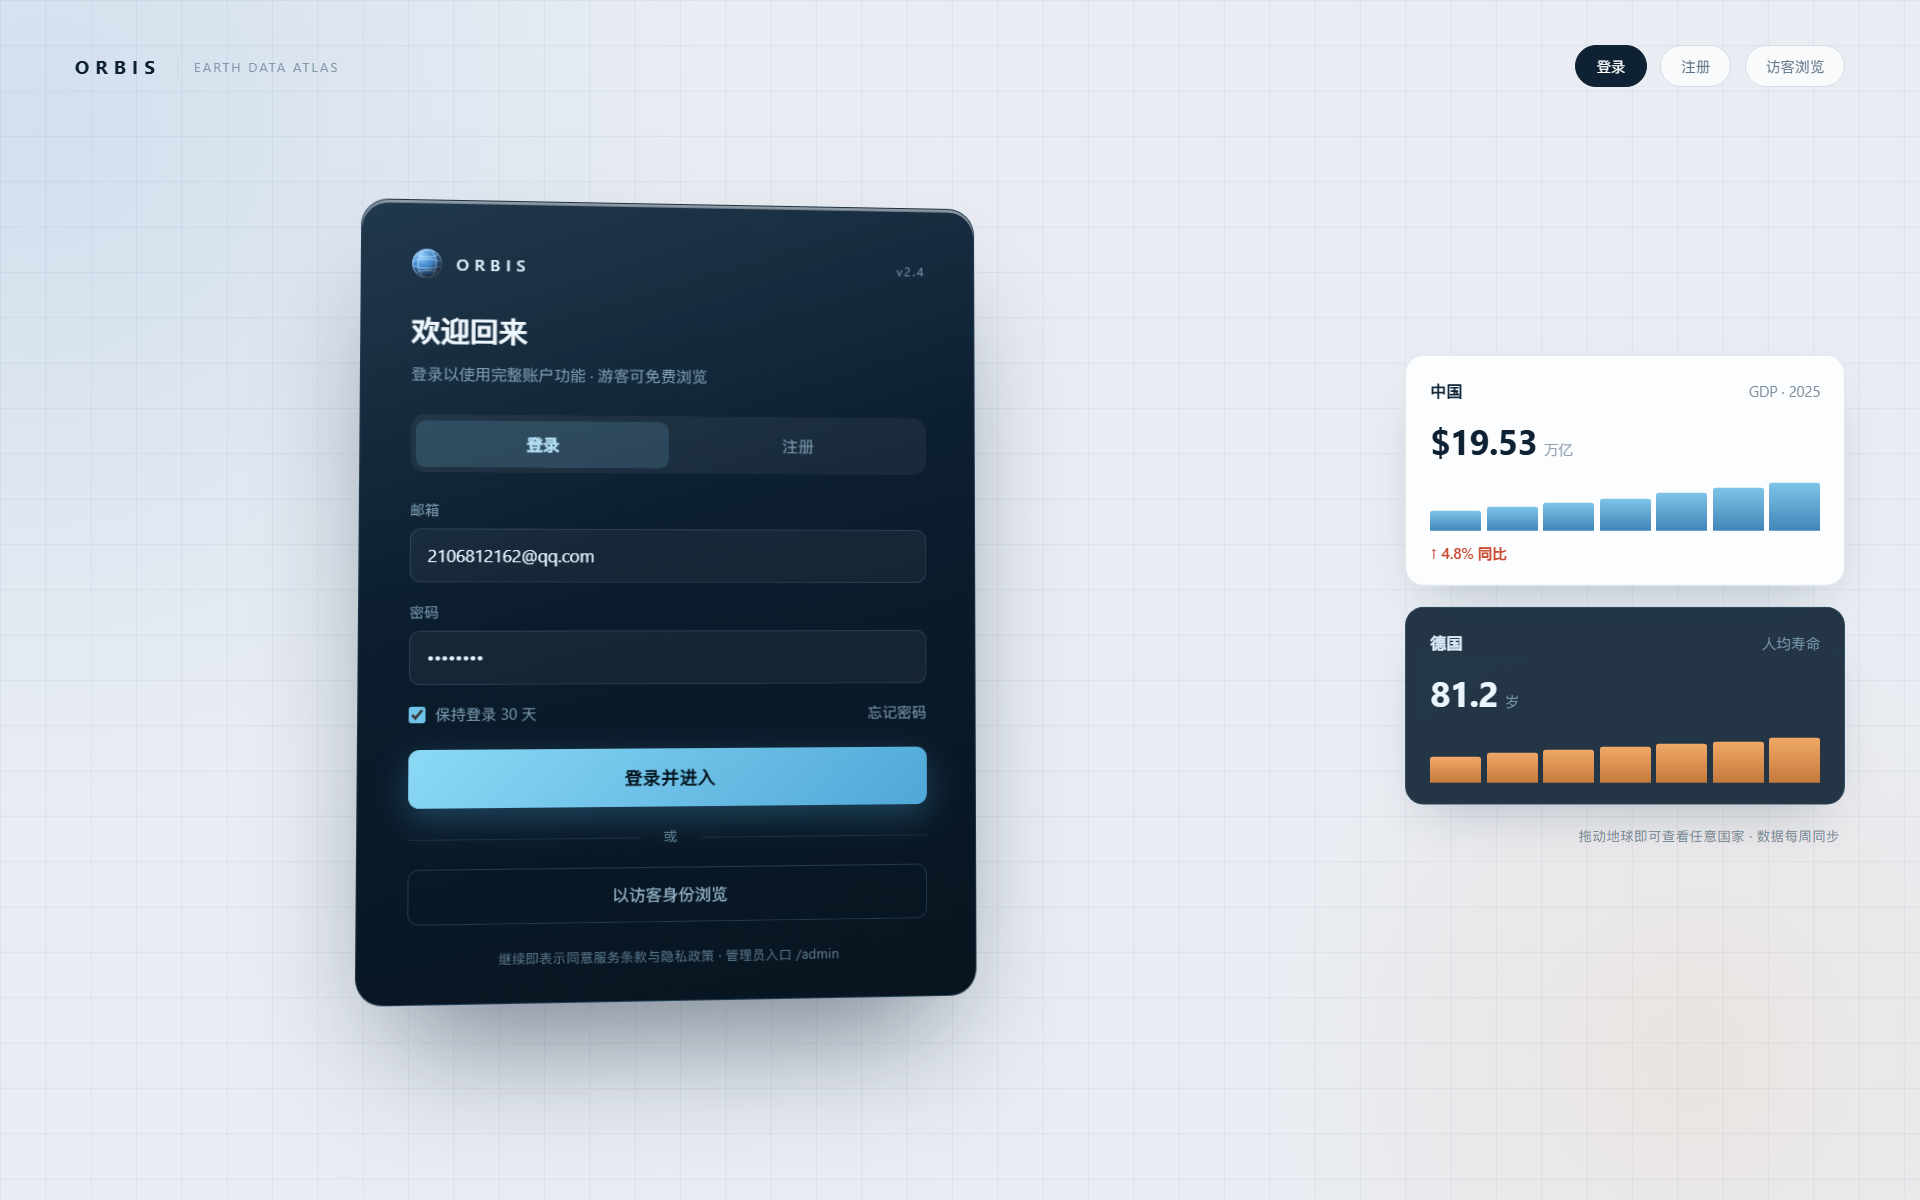 ORBIS EARTH DATA ATLAS
登录 注册 访客浏览
ORBIS v2.4
欢迎回来
登录以使用完整账户功能 · 游客可免费浏览
登录 注册
邮箱
2106812162@qq.com
密码
••••••••
保持登录 30 天 忘记密码
登录并进入
或
以访客身份浏览
继续即表示同意服务条款与隐私政策 · 管理员入口 /admin
中国 GDP · 2025
$19.53 万亿
↑ 4.8% 同比
德国 人均寿命
81.2 岁
拖动地球即可查看任意国家 · 数据每周同步